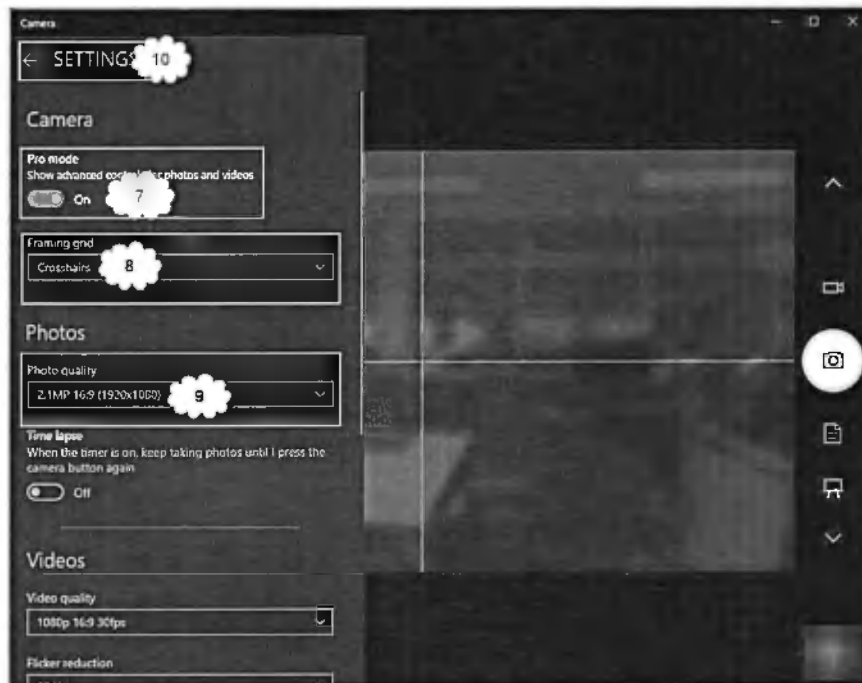 Camera
← SETTINGS 10
Camera
Pro mode
Show advanced controls for photos and videos
On 7
Framing grid
Crosshairs 8
Photos
Photo quality
2.1MP 16:9 (1920x1080) 9
Time lapse
When the timer is on, keep taking photos until I press the
camera button again
Off
Videos
Video quality
1080p 16:9 30fps
Flicker reduction